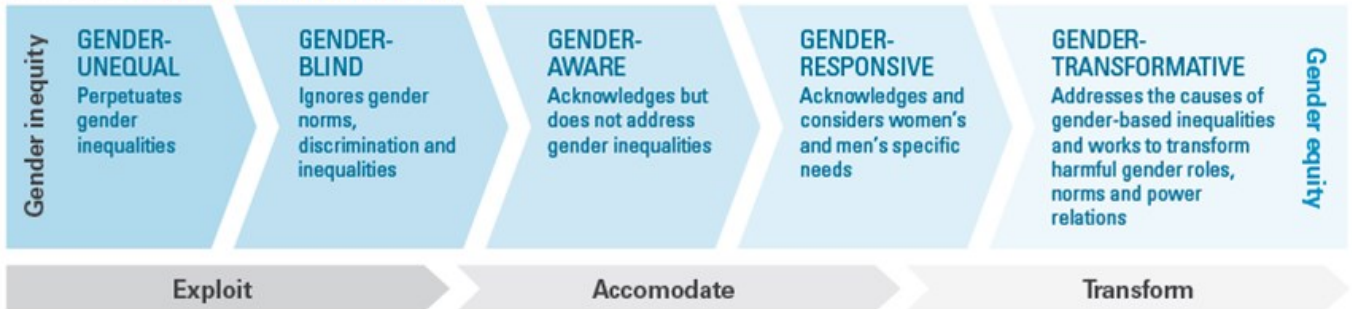 Gender inequity
GENDER-
UNEQUAL
Perpetuates
gender
inequalities
GENDER-
BLIND
Ignores gender
norms,
discrimination and
inequalities
GENDER-
AWARE
Acknowledges but
does not address
gender inequalities
GENDER-
RESPONSIVE
Acknowledges and
considers women's
and men's specific
needs
GENDER-
TRANSFORMATIVE
Addresses the causes of
gender-based inequalities
and works to transform
harmful gender roles,
norms and power
relations
Gender equity
Exploit
Accomodate
Transform